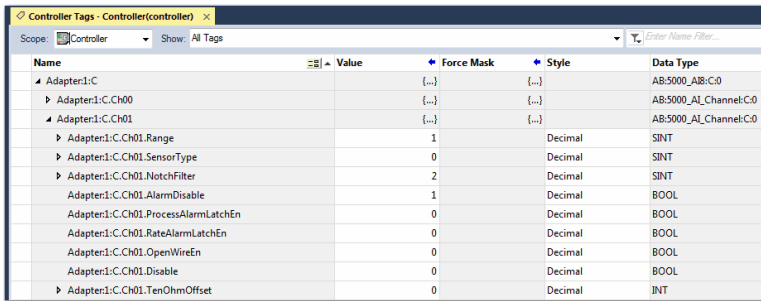 Controller Tags - Controller(controller) ×
Scope: Controller Show: All Tags Enter Name Filter...
Name Value Force Mask Style Data Type
Adapter:1:C {...} {...} AB:5000_AI8:C:0
Adapter:1:C.Ch00 {...} {...} AB:5000_AI_Channel:C:0
Adapter:1:C.Ch01 {...} {...} AB:5000_AI_Channel:C:0
Adapter:1:C.Ch01.Range 1 Decimal SINT
Adapter:1:C.Ch01.SensorType 0 Decimal SINT
Adapter:1:C.Ch01.NotchFilter 2 Decimal SINT
Adapter:1:C.Ch01.AlarmDisable 1 Decimal BOOL
Adapter:1:C.Ch01.ProcessAlarmLatchEn 0 Decimal BOOL
Adapter:1:C.Ch01.RateAlarmLatchEn 0 Decimal BOOL
Adapter:1:C.Ch01.OpenWireEn 0 Decimal BOOL
Adapter:1:C.Ch01.Disable 0 Decimal BOOL
Adapter:1:C.Ch01.TenOhmOffset 0 Decimal INT